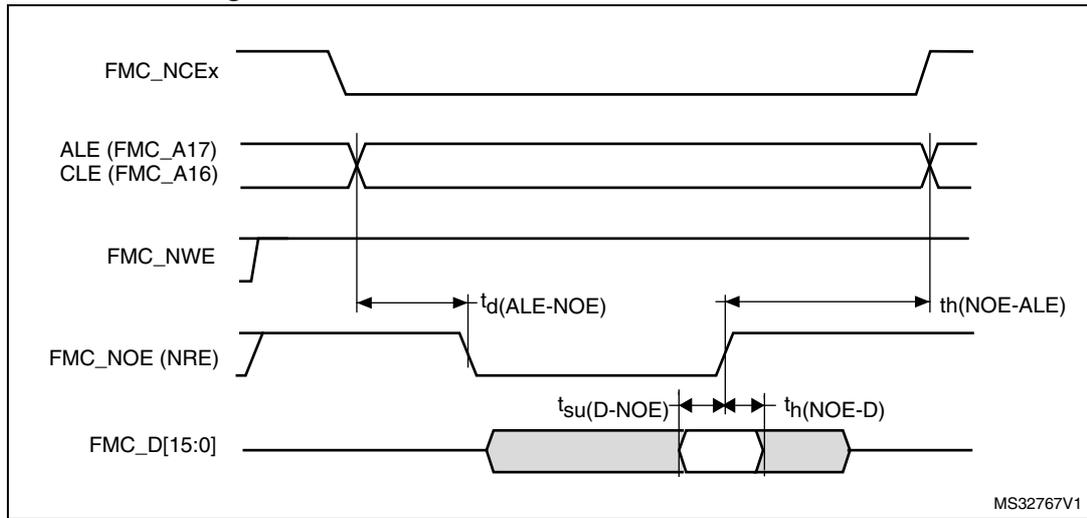 FMC_NCEx
ALE (FMC_A17)
CLE (FMC_A16)
FMC_NWE
td(ALE-NOE)
th(NOE-ALE)
FMC_NOE (NRE)
tsu(D-NOE)
th(NOE-D)
FMC_D[15:0]
MS32767V1